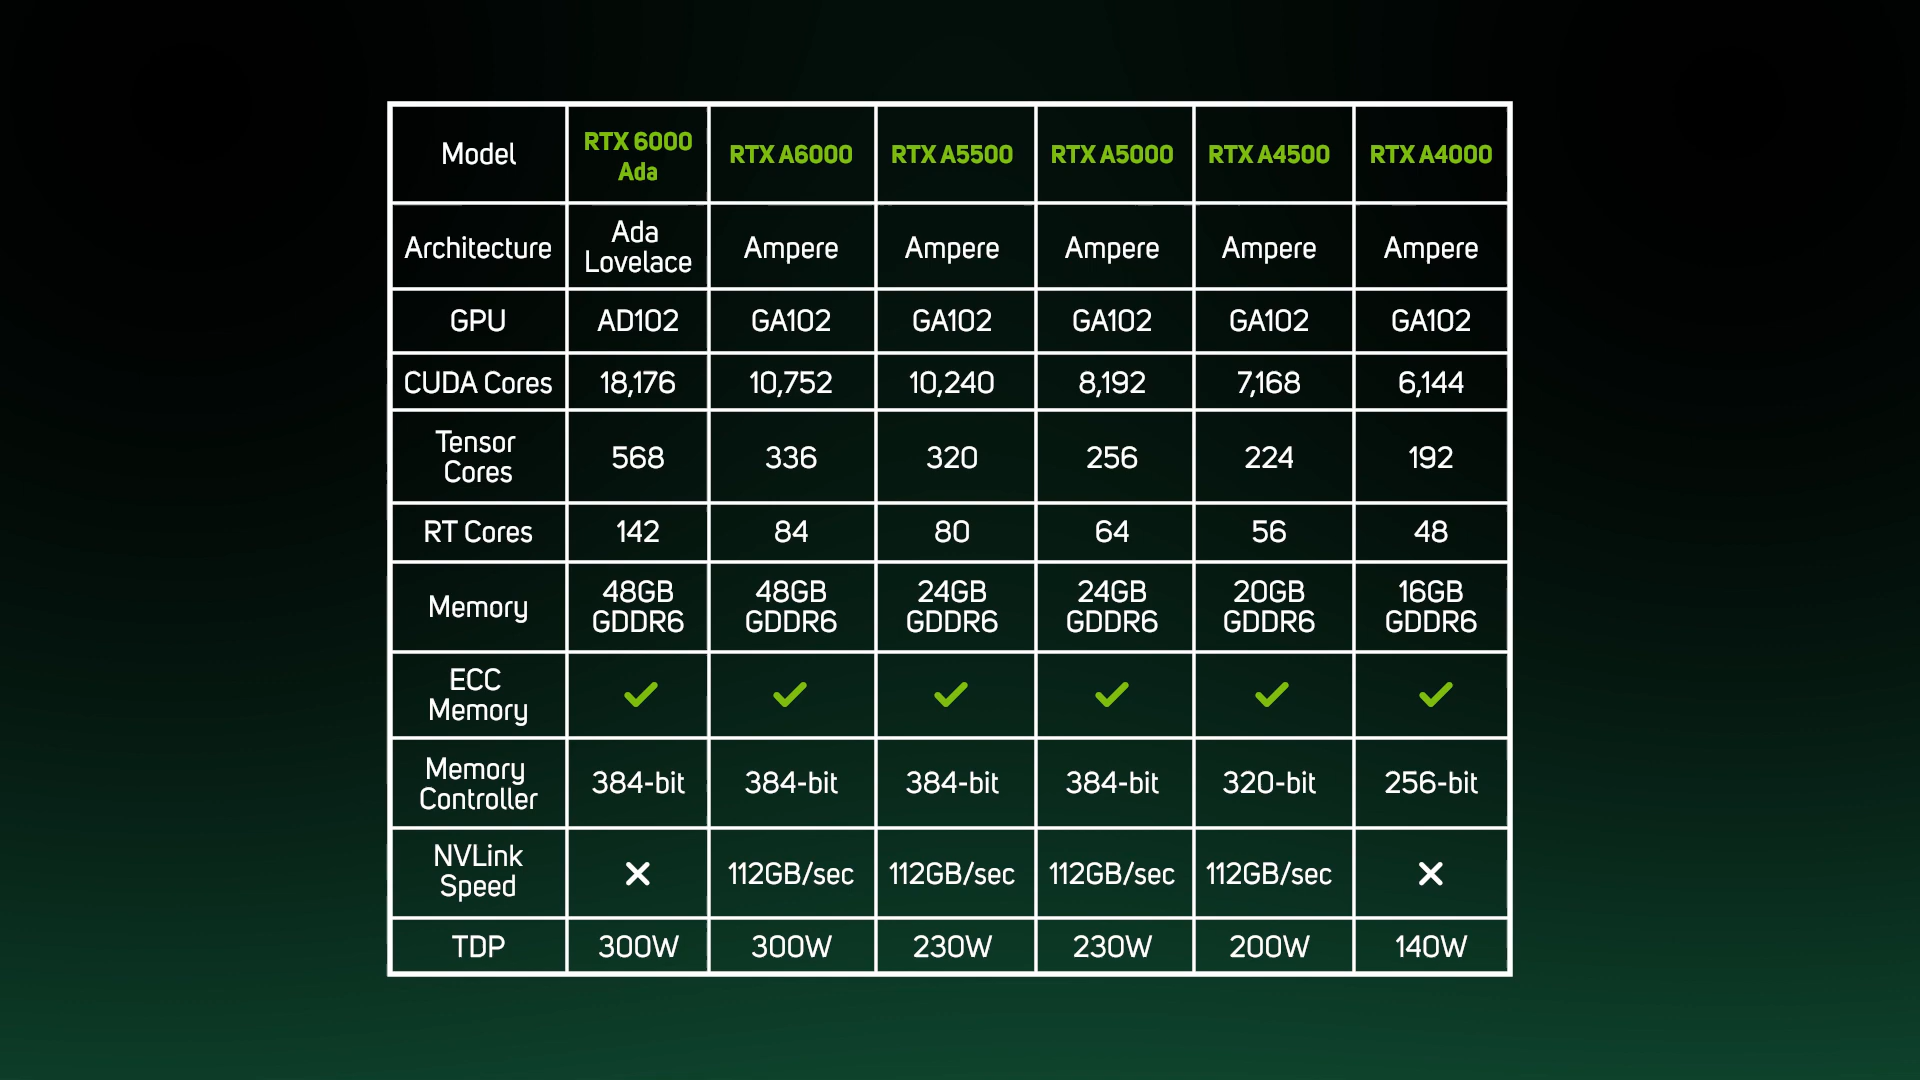 Model
RTX 6000
Ada
RTX A6000
RTX A5500
RTX A5000
RTX A4500
RTX A4000
Architecture
Ada
Lovelace
Ampere
Ampere
Ampere
Ampere
Ampere
GPU
AD102
GA102
GA102
GA102
GA102
GA102
CUDA Cores
18,176
10,752
10,240
8,192
7,168
6,144
Tensor
Cores
568
336
320
256
224
192
RT Cores
142
84
80
64
56
48
Memory
48GB
GDDR6
48GB
GDDR6
24GB
GDDR6
24GB
GDDR6
20GB
GDDR6
16GB
GDDR6
ECC
Memory
Memory
Controller
384-bit
384-bit
384-bit
384-bit
320-bit
256-bit
NVLink
Speed
112GB/sec
112GB/sec
112GB/sec
112GB/sec
TDP
300W
300W
230W
230W
200W
140W